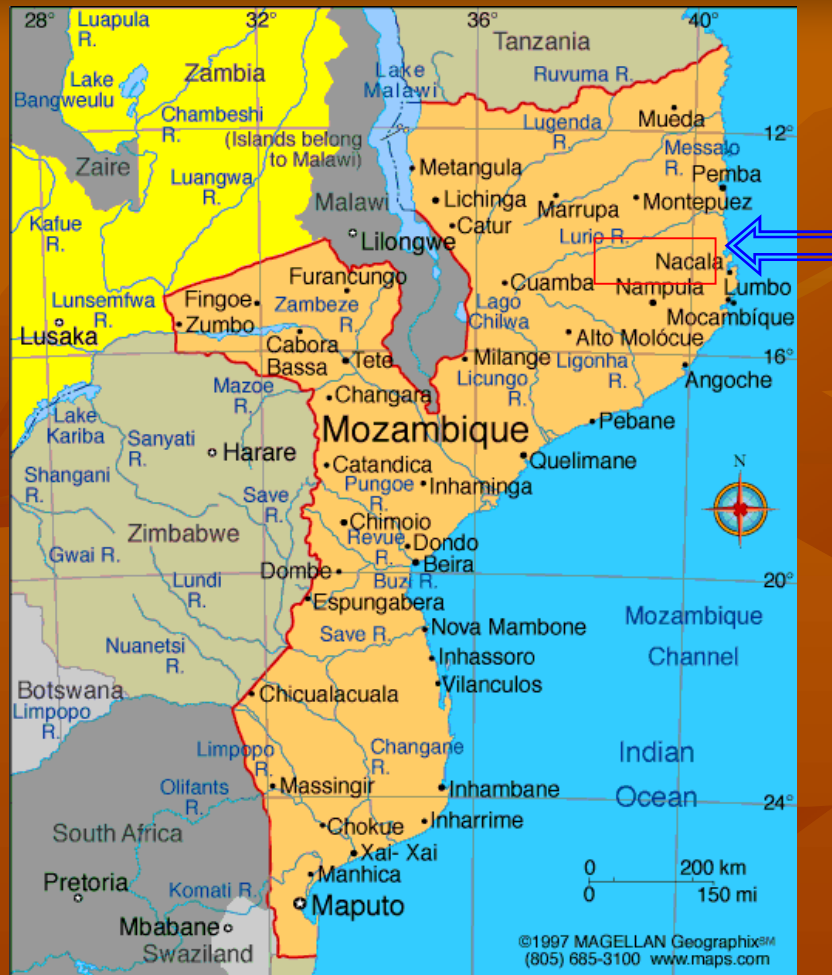 28°
32°
36°
40°
Luapula
R.
Tanzania
Zambia
Lake
Malawi
Ruvuma R.
Lake
Bangweulu
Chambeshi
R.
Mueda
Lugenda
R.
12°
(Islands belong
to Malawi)
Messalo
R.
Zaire
Metangula
Pemba
Luangwa
R.
Malawi
Lichinga
Marrupa
Montepuez
Kafue
R.
Catur
Lilongwe
Lurio R.
Nacala
Furancungo
Cuamba
Nampula
Lumbo
Fingoe
Zambeze
R.
Lunsemfwa
R.
Lago
Chilwa
Mocambíque
Zumbo
Lusaka
Cabora
Bassa
Alto Molócue
Tete
Milange
Ligonha
R.
16°
Mazoe
R.
Changara
Licungo
R.
Angoche
Lake
Kariba
Mozambique
Pebane
Sanyati
R.
Harare
Catandica
Quelimane
N
Shangani
R.
Pungoe
R.
Inhaminga
Save
R.
Chimoio
Zimbabwe
Revue
R.
Dondo
Gwai R.
Beira
Dombe
Buzi R.
20°
Lundi
R.
Espungabera
Mozambique
Channel
Save R.
Nova Mambone
Nuanetsi
R.
Inhassoro
Botswana
Vilanculos
Chicualacuala
Limpopo
R.
Limpopo
R.
Changane
R.
Indian
Ocean
Olifants
R.
Massingir
Inhambane
24°
South Africa
Chokue
Inharrime
Xai- Xai
Pretoria
Manhica
0 200 km
0 150 mi
Komati R.
Maputo
Mbabane
Swaziland
©1997 MAGELLAN Geographix℠
(805) 685-3100 www.maps.com